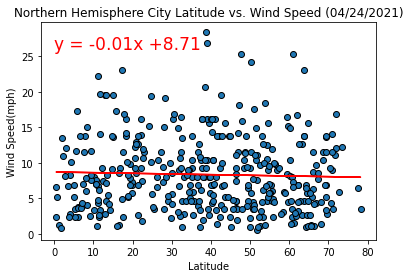 Northern Hemisphere City Latitude vs. Wind Speed (04/24/2021)
y = -0.01x +8.71
Wind Speed(mph)
25
20
15
10
5
0
0 10 20 30 40 50 60 70 80
Latitude